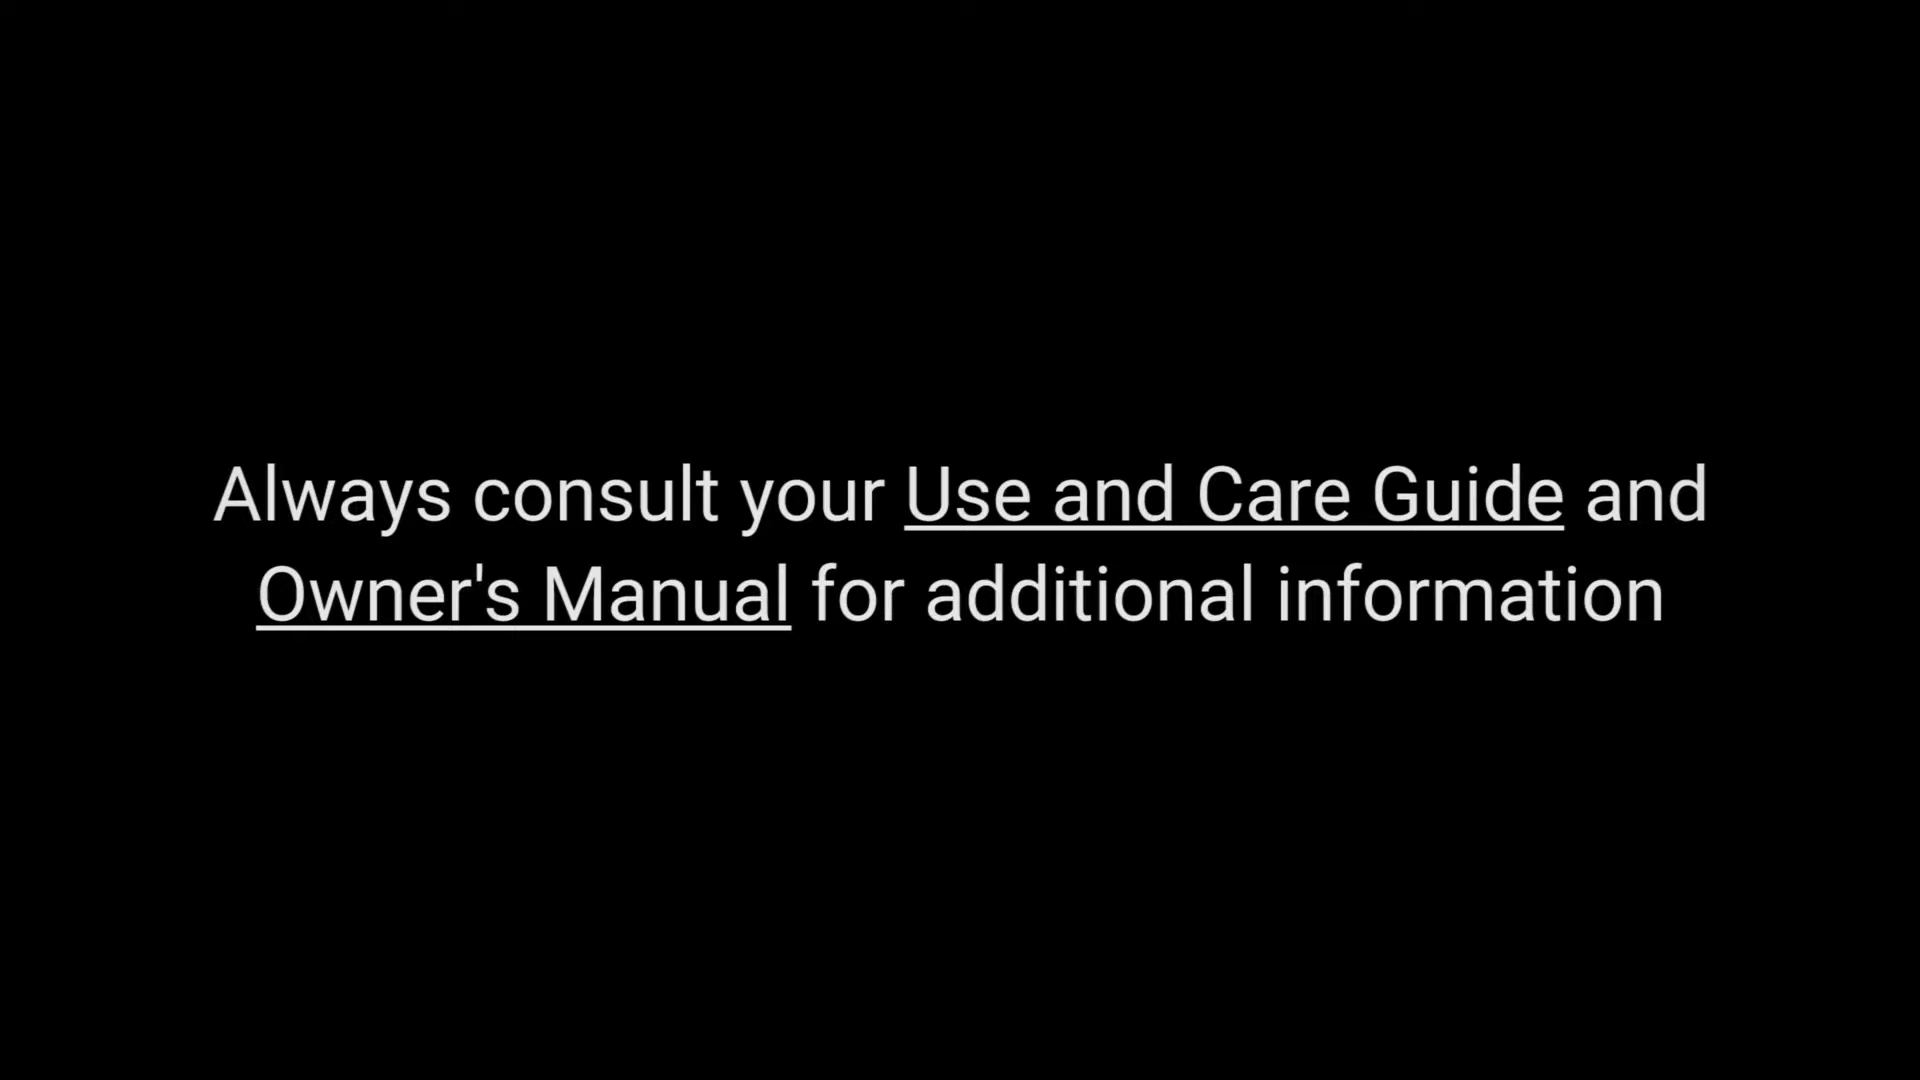 Always consult your Use and Care Guide and
Owner's Manual for additional information